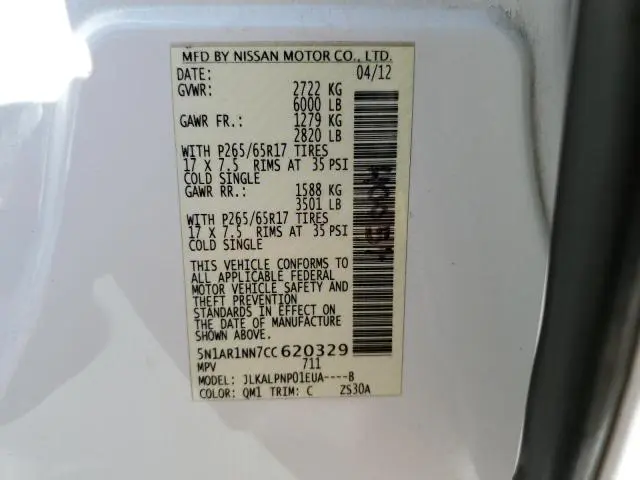 MFD BY NISSAN MOTOR CO., LTD.
DATE: 04/12
GVWR: 2722 KG
6000 LB
GAWR FR.: 1279 KG
2820 LB
WITH P265/65R17 TIRES
17 X 7.5 RIMS AT 35 PSI
COLD SINGLE
GAWR RR.: 1588 KG
3501 LB
WITH P265/65R17 TIRES
17 X 7.5 RIMS AT 35 PSI
COLD SINGLE
THIS VEHICLE CONFORMS TO
ALL APPLICABLE FEDERAL
MOTOR VEHICLE SAFETY AND
THEFT PREVENTION
STANDARDS IN EFFECT ON
THE DATE OF MANUFACTURE
SHOWN ABOVE.
5N1AR1NN7CC620329
MPV 711
MODEL: JLKALPNP01EUA----B
COLOR: QM1 TRIM: C ZS30A